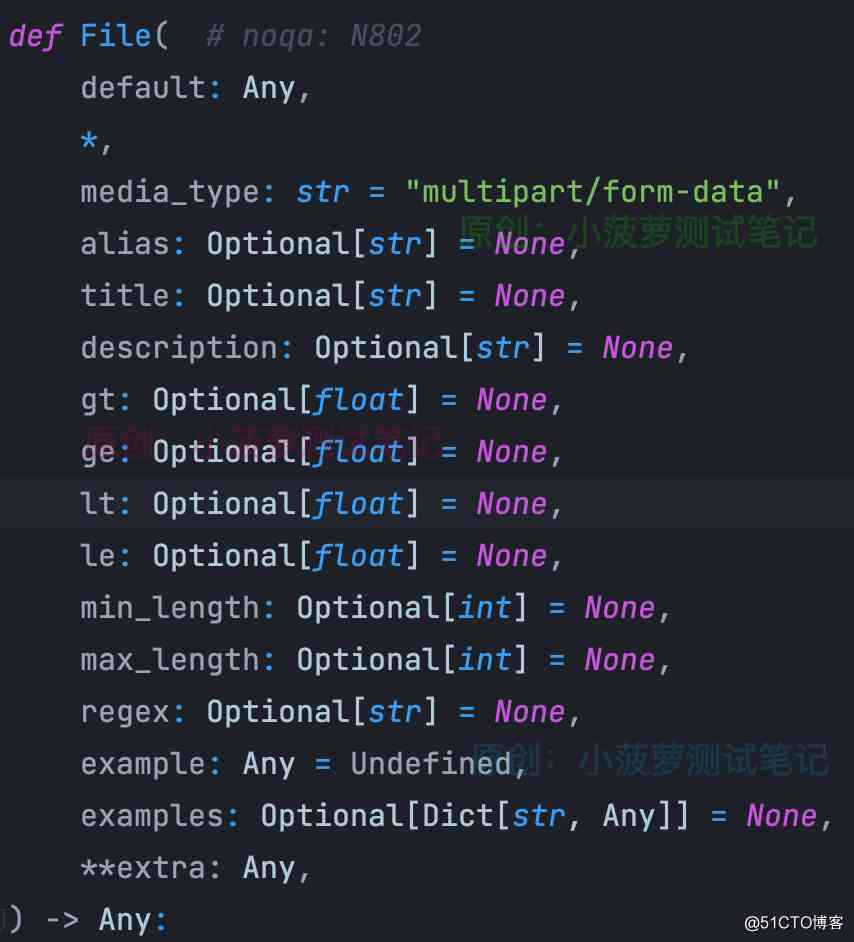 def File(  # noqa: N802
    default: Any,
    *,
    media_type: str = "multipart/form-data",
原创：小菠萝测试笔记
    alias: Optional[str] = None,
    title: Optional[str] = None,
    description: Optional[str] = None,
    gt: Optional[float] = None,
原创：小菠萝测试笔记
    ge: Optional[float] = None,
    lt: Optional[float] = None,
    le: Optional[float] = None,
    min_length: Optional[int] = None,
    max_length: Optional[int] = None,
    regex: Optional[str] = None,
原创：小菠萝测试笔记
    example: Any = Undefined,
    examples: Optional[Dict[str, Any]] = None,
    **extra: Any,
) -> Any:
@51CTO博客